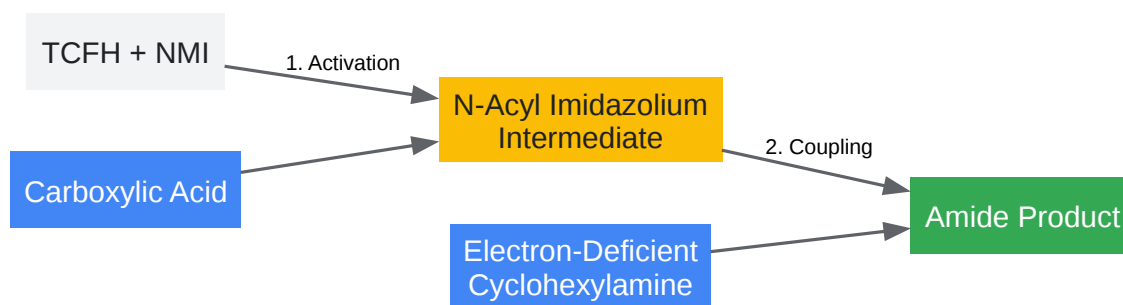 TCFH + NMI
1. Activation
N-Acyl Imidazolium
Intermediate
2. Coupling
Carboxylic Acid
Amide Product
Electron-Deficient
Cyclohexylamine